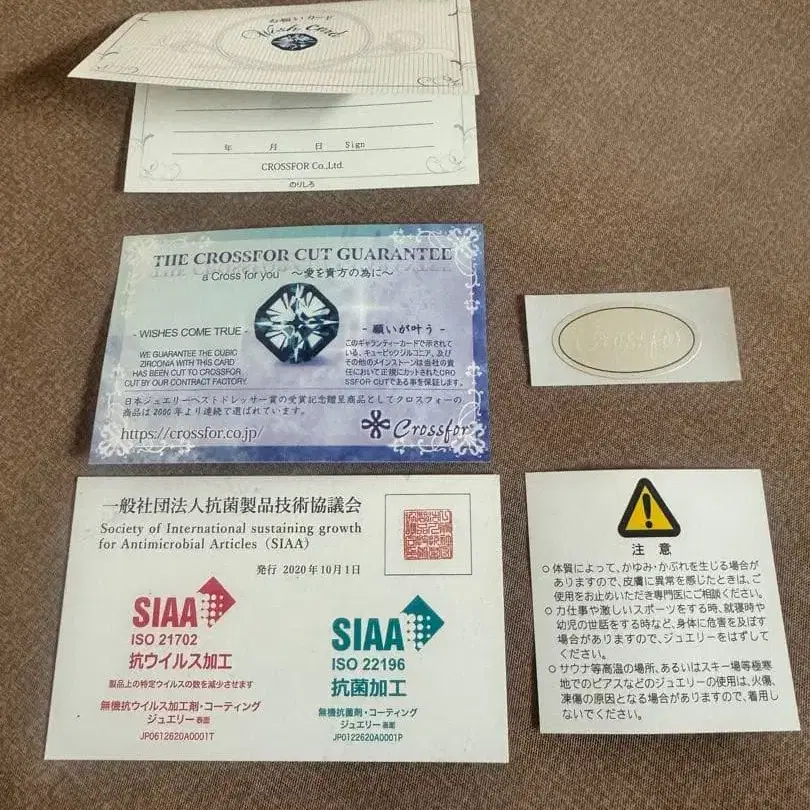 お願いカード
Wish Card
年 月 日 Sign
CROSSFOR Co.,Ltd.
のりしろ
THE CROSSFOR CUT GUARANTEE
a Cross for you ～愛を貴方の為に～
- WISHES COME TRUE -
WE GUARANTEE THE CUBIC
ZIRCONIA WITH THIS CARD
HAS BEEN CUT TO CROSSFOR
CUT BY OUR CONTRACT FACTORY.
- 願いが叶う -
このギャランティーカードで示されて
いる、キュービックジルコニア、及び
その他のメインストーンは当社の責
任において正規にカットされたCRO
SSFOR CUTである事を保証します。
日本ジュエリーベストドレッサー賞の受賞記念贈呈商品としてクロスフォーの
商品は2000年より連続で選ばれています。
https://crossfor.co.jp/
Crossfor
一般社団法人抗菌製品技術協議会
Society of International sustaining growth
for Antimicrobial Articles (SIAA)
発行 2020年10月1日
SIAA
ISO 21702
抗ウイルス加工
製品上の特定ウイルスの数を減少させます
無機抗ウイルス加工剤・コーティング
ジュエリー表面
JP0612620A0001T
SIAA
ISO 22196
抗菌加工
無機抗菌剤・コーティング
ジュエリー表面
JP0122620A0001P
注意
○体質によって、かゆみ・かぶれを生じる場合が
ありますので、皮膚に異常を感じたときは、ご
使用をお止めいただき専門医にご相談ください。
○力仕事や激しいスポーツをする時、就寝時や
幼児の世話をする時など、身体に危害を及ぼす
場合がありますので、ジュエリーをはずして
ください。
○サウナ等高温の場所、あるいはスキー場等極寒
地でのピアスなどのジュエリーの使用は、火傷、
凍傷の原因となる場合がありますので、着用し
ないでください。